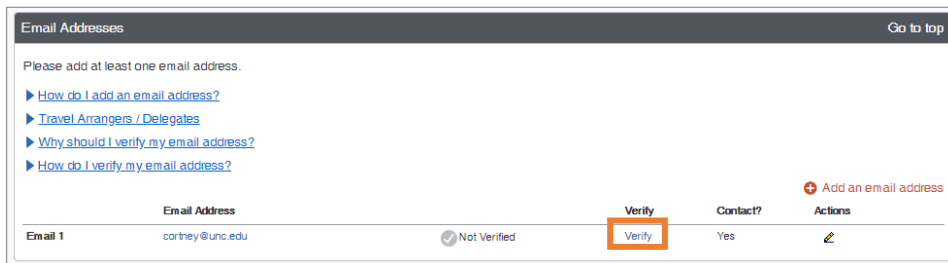 Email Addresses Go to top
Please add at least one email address.
How do I add an email address?
Travel Arrangers / Delegates
Why should I verify my email address?
How do I verify my email address?
Add an email address
Email Address Verify Contact? Actions
Email 1 cortney@unc.edu Not Verified Verify Yes